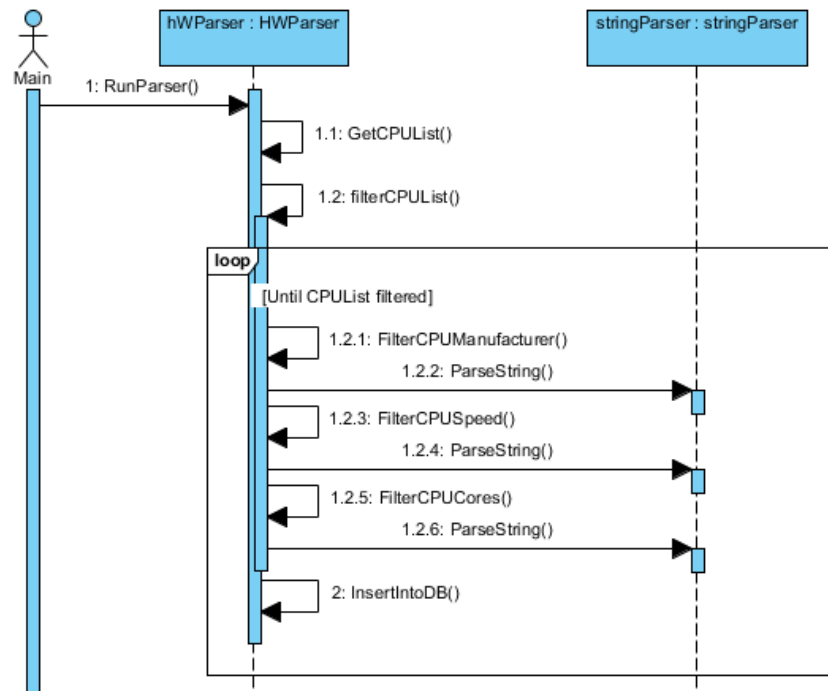 hWParser : HWParser
stringParser : stringParser
Main
1: RunParser()
1.1: GetCPUList()
1.2: filterCPUList()
loop
[Until CPUList filtered]
1.2.1: FilterCPUManufacturer()
1.2.2: ParseString()
1.2.3: FilterCPUSpeed()
1.2.4: ParseString()
1.2.5: FilterCPUCores()
1.2.6: ParseString()
2: InsertIntoDB()